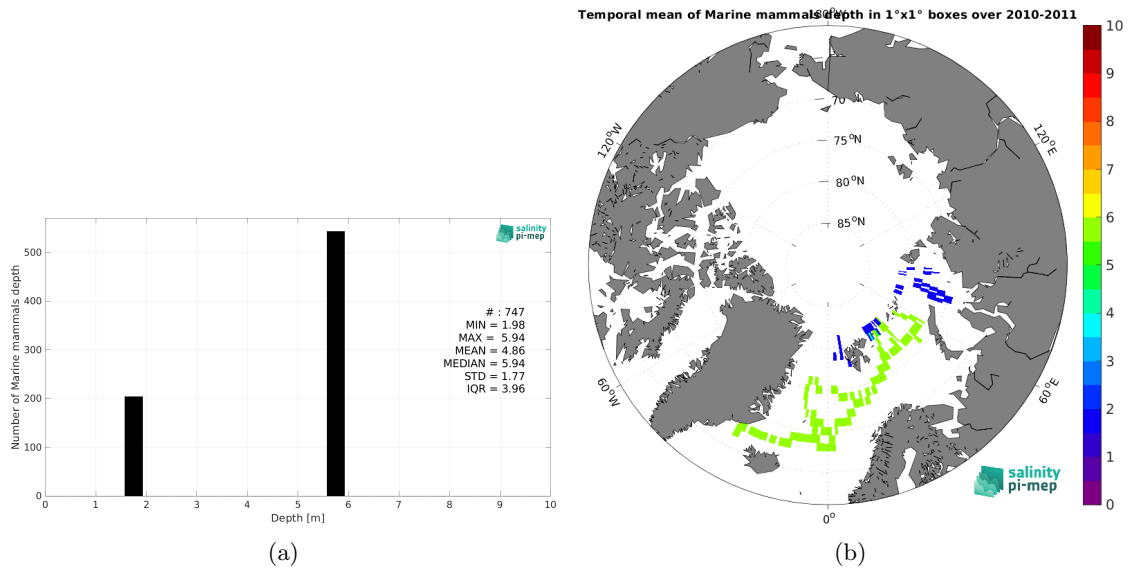 salinity
pi-mep
Number of Marine mammals depth
500
400
300
200
100
0
# : 747
MIN = 1.98
MAX = 5.94
MEAN = 4.86
MEDIAN = 5.94
STD = 1.77
IQR = 3.96
0 1 2 3 4 5 6 7 8 9 10
Depth [m]
(a)
Temporal mean of Marine mammals depth in 1°x1° boxes over 2010-2011
180°W
120°W
120°E
70
75°N
80°N
85°N
60°W
60°E
0°
10
9
8
7
6
5
4
3
2
1
0
salinity
pi-mep
(b)